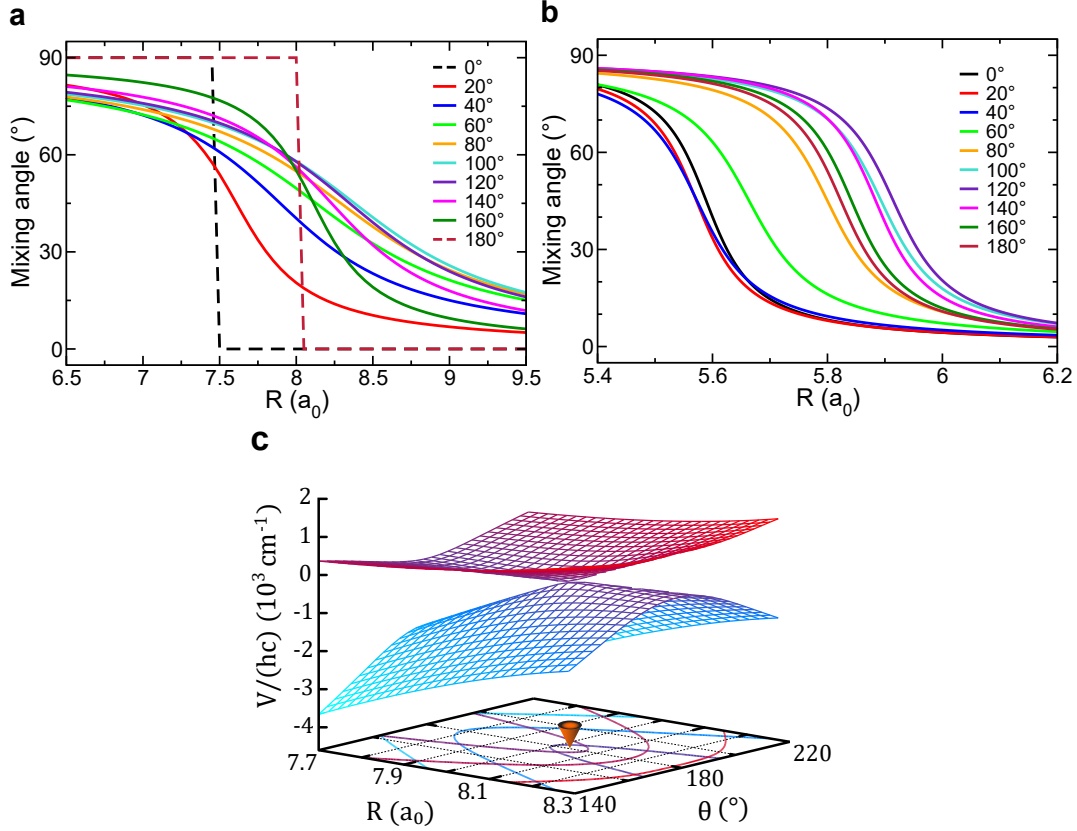 a
Mixing angle (°)
90
60
30
0
0°
20°
40°
60°
80°
100°
120°
140°
160°
180°
6.5 7 7.5 8 8.5 9 9.5
R (a0)
b
Mixing angle (°)
90
60
30
0
0°
20°
40°
60°
80°
100°
120°
140°
160°
180°
5.4 5.6 5.8 6 6.2
R (a0)
c
V/(hc) (10³ cm⁻¹)
2
1
0
-1
-2
-3
-4
7.7 7.9 8.1 8.3
R (a0)
140 180 220
θ (°)